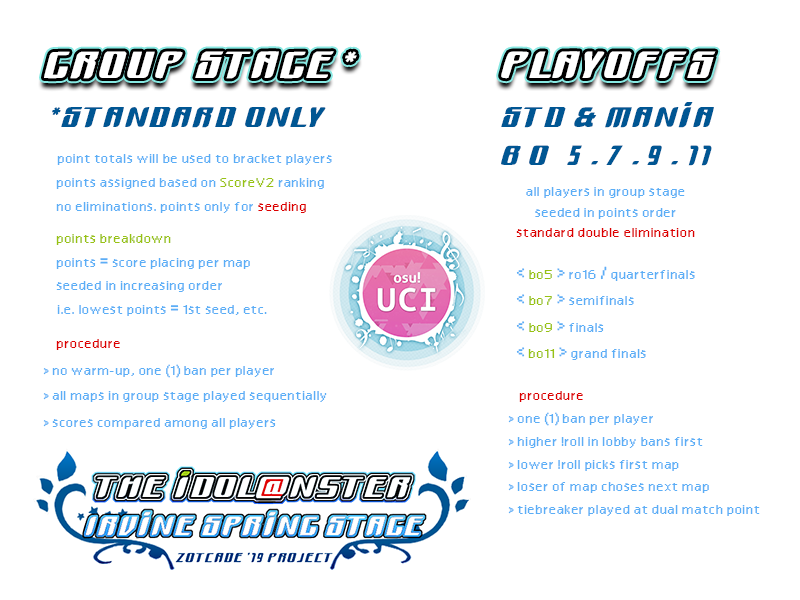 GROUP STAGE *
*STANDARD ONLY
point totals will be used to bracket players
points assigned based on ScoreV2 ranking
no eliminations. points only for seeding
points breakdown
points = score placing per map
seeded in increasing order
i.e. lowest points = 1st seed, etc.
procedure
> no warm-up, one (1) ban per player
> all maps in group stage played sequentially
> scores compared among all players
osu!
UCI
PLAYOFFS
STD & MANIA
BO 5.7.9.11
all players in group stage
seeded in points order
standard double elimination
< bo5 > ro16 / quarterfinals
< bo7 > semifinals
< bo9 > finals
< bo11 > grand finals
procedure
> one (1) ban per player
> higher !roll in lobby bans first
> lower !roll picks first map
> loser of map choses next map
> tiebreaker played at dual match point
THE iDOL@MSTER
IRVINE SPRING STAGE
ZOTCADE '19 PROJECT